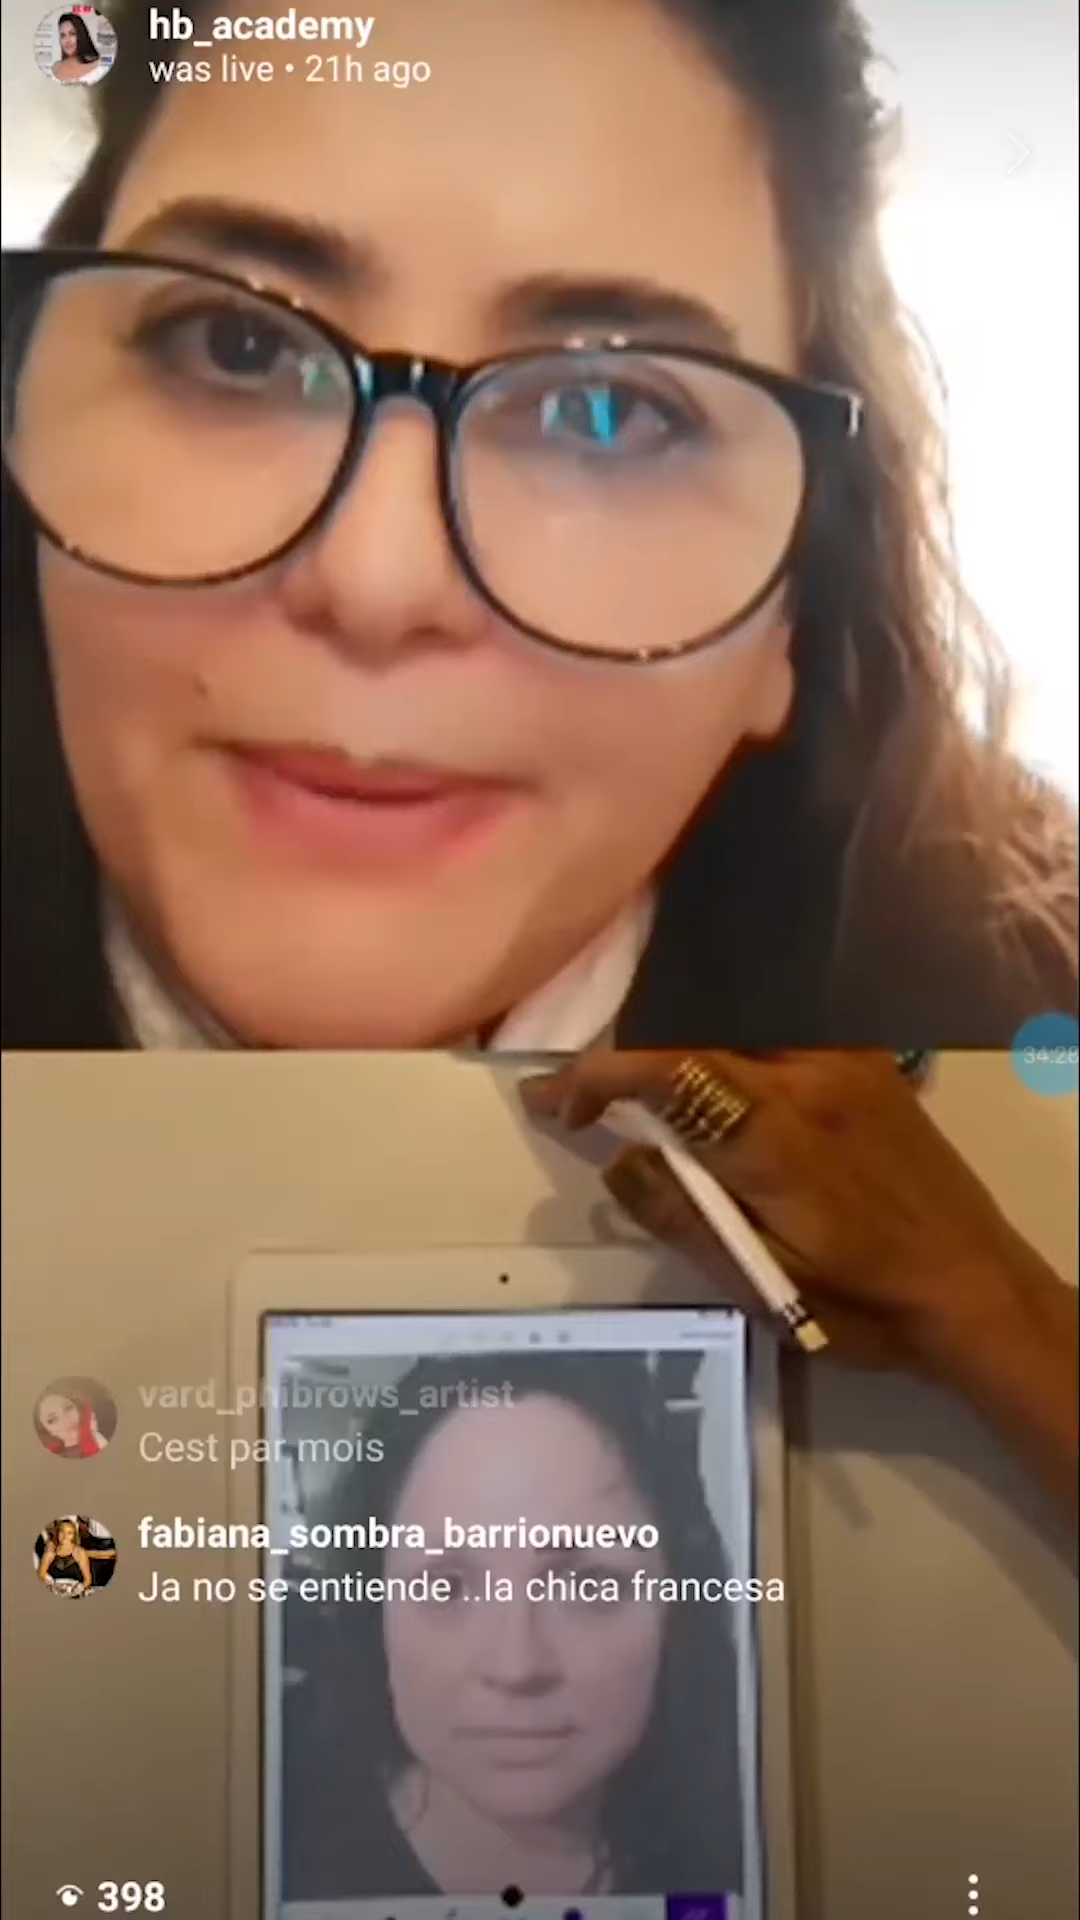 hb_academy
was live • 21h ago
34:28
vard_phibrows_artist
Cest par mois
fabiana_sombra_barrionuevo
Ja no se entiende ..la chica francesa
398